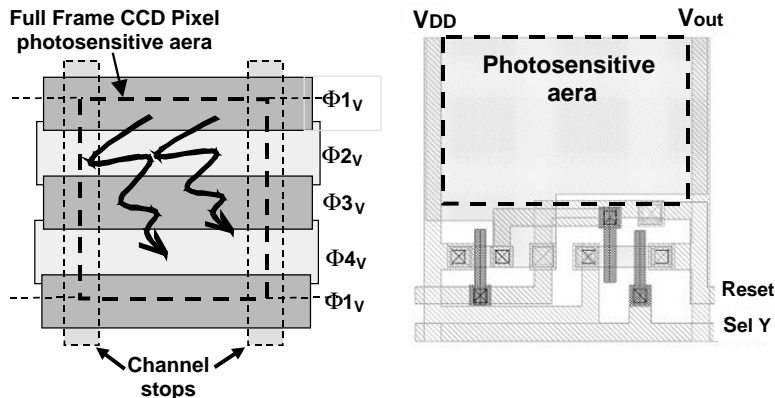 Full Frame CCD Pixel
photosensitive aera
Φ1V
Φ2V
Φ3V
Φ4V
Φ1V
Channel
stops
VDD
Vout
Photosensitive
aera
Reset
Sel Y